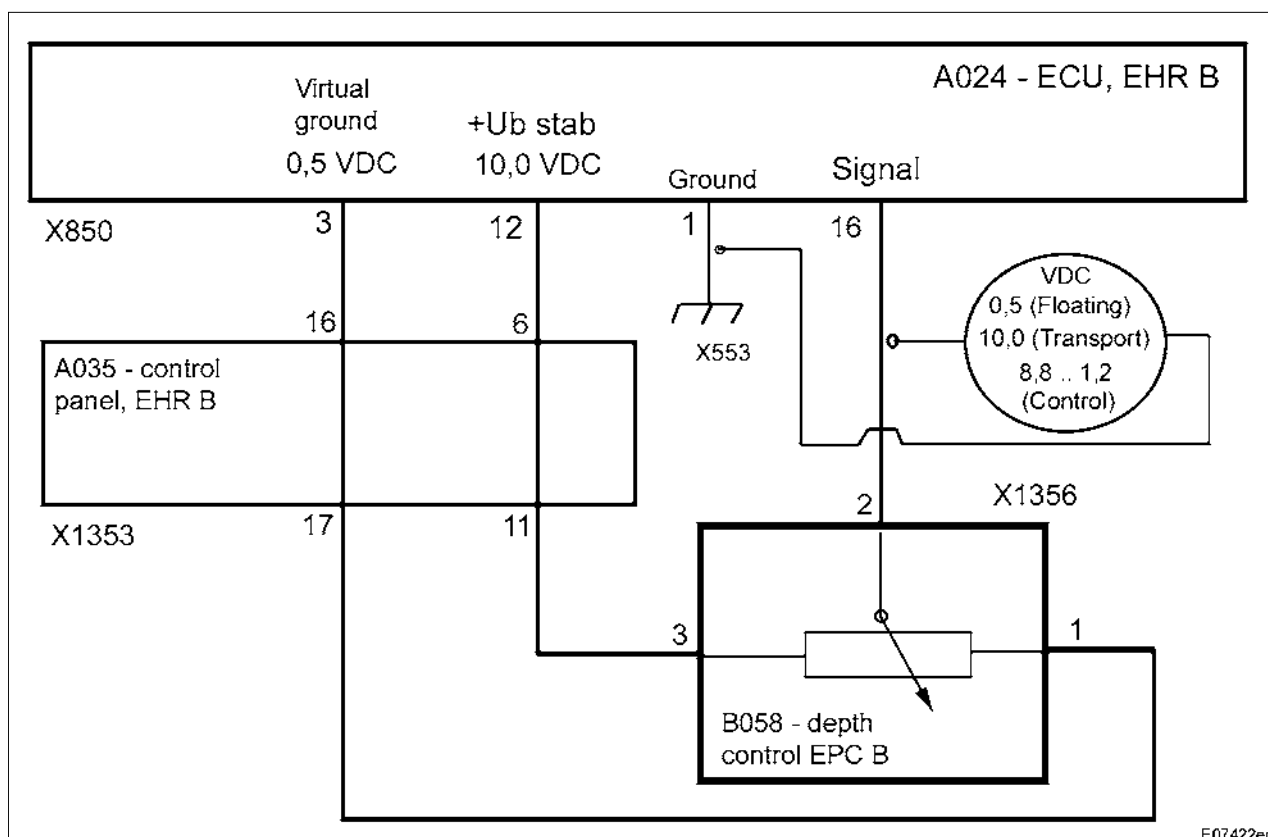 A024 - ECU, EHR B
Virtual
ground
0,5 VDC
+Ub stab
10,0 VDC
Ground
Signal
X850
3
12
1
16
16
6
X553
VDC
0,5 (Floating)
10,0 (Transport)
8,8 .. 1,2
(Control)
A035 - control
panel, EHR B
X1353
17
11
2
X1356
3
1
B058 - depth
control EPC B